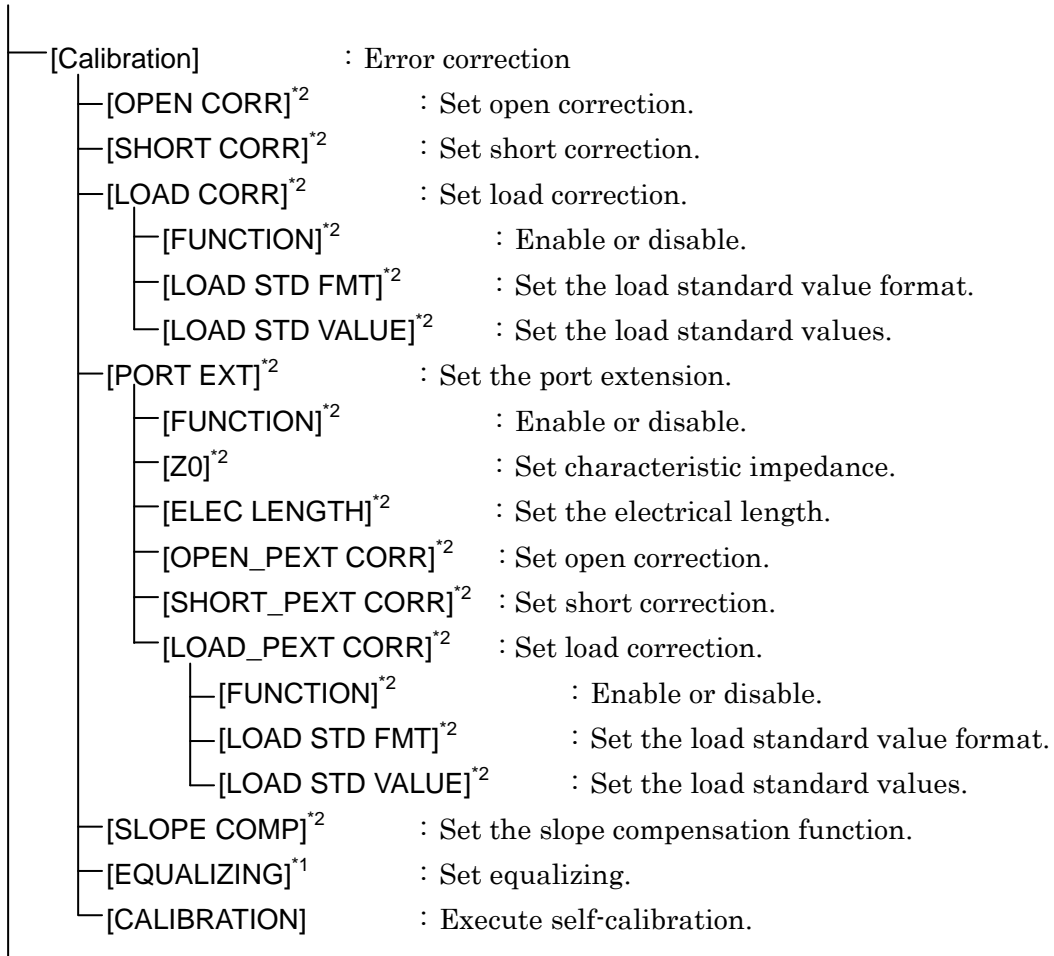 [Calibration] : Error correction
[OPEN CORR]*2 : Set open correction.
[SHORT CORR]*2 : Set short correction.
[LOAD CORR]*2 : Set load correction.
[FUNCTION]*2 : Enable or disable.
[LOAD STD FMT]*2 : Set the load standard value format.
[LOAD STD VALUE]*2 : Set the load standard values.
[PORT EXT]*2 : Set the port extension.
[FUNCTION]*2 : Enable or disable.
[Z0]*2 : Set characteristic impedance.
[ELEC LENGTH]*2 : Set the electrical length.
[OPEN_PEXT CORR]*2 : Set open correction.
[SHORT_PEXT CORR]*2 : Set short correction.
[LOAD_PEXT CORR]*2 : Set load correction.
[FUNCTION]*2 : Enable or disable.
[LOAD STD FMT]*2 : Set the load standard value format.
[LOAD STD VALUE]*2 : Set the load standard values.
[SLOPE COMP]*2 : Set the slope compensation function.
[EQUALIZING]*1 : Set equalizing.
[CALIBRATION] : Execute self-calibration.